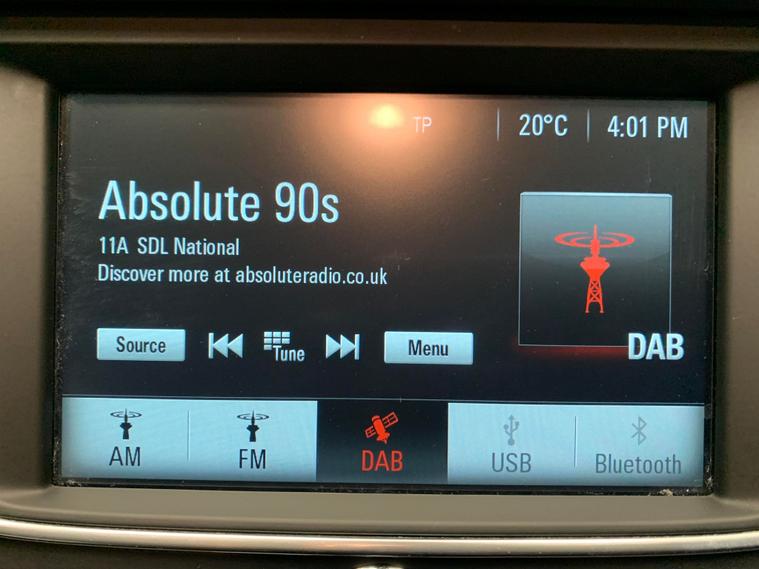 TP 20°C 4:01 PM
Absolute 90s
11A SDL National
Discover more at absoluteradio.co.uk
Source Tune Menu
DAB
AM FM DAB USB Bluetooth